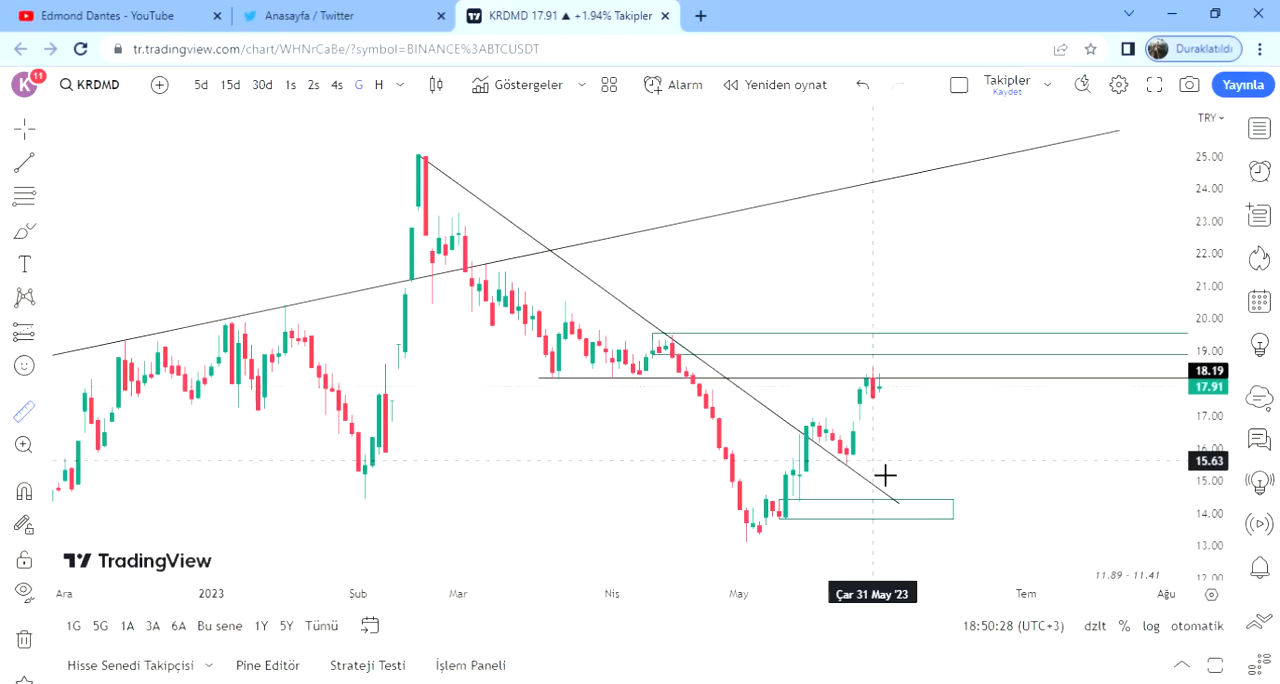 Edmond Dantes - YouTube
Anasayfa / Twitter
KRDMD 17.91 ▲ +1.94% Takipler
tr.tradingview.com/chart/WHNrCaBe/?symbol=BINANCE%3ABTCUSDT
Duraklatıldı
K 11
KRDMD
5d 15d 30d 1s 2s 4s G H
Göstergeler
Alarm
Yeniden oynat
Takipler
Kaydet
Yayınla
TRY
25.00
24.00
23.00
22.00
21.00
20.00
19.00
18.19
17.91
17.00
16.00
15.63
15.00
14.00
13.00
12.00
TradingView
11.89 - 11.41
Ara 2023 Şub Mar Nis May Çar 31 May '23 Tem Ağu
1G 5G 1A 3A 6A Bu sene 1Y 5Y Tümü
18:50:28 (UTC+3) dzlt % log otomatik
Hisse Senedi Takipçisi Pine Editör Strateji Testi İşlem Paneli